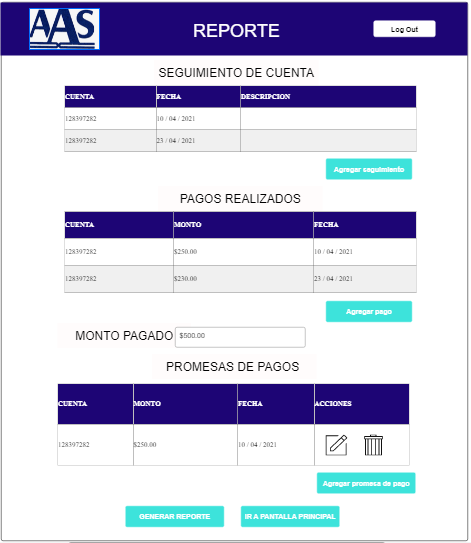 AAS
REPORTE
Log Out
SEGUIMIENTO DE CUENTA
CUENTA FECHA DESCRIPCION
128397282 10 / 04 / 2021
128397282 23 / 04 / 2021
Agregar seguimiento
PAGOS REALIZADOS
CUENTA MONTO FECHA
128397282 $250.00 10 / 04 / 2021
128397282 $230.00 23 / 04 / 2021
Agregar pago
MONTO PAGADO $500.00
PROMESAS DE PAGOS
CUENTA MONTO FECHA ACCIONES
128397282 $250.00 10 / 04 / 2021
Agregar promesa de pago
GENERAR REPORTE IR A PANTALLA PRINCIPAL